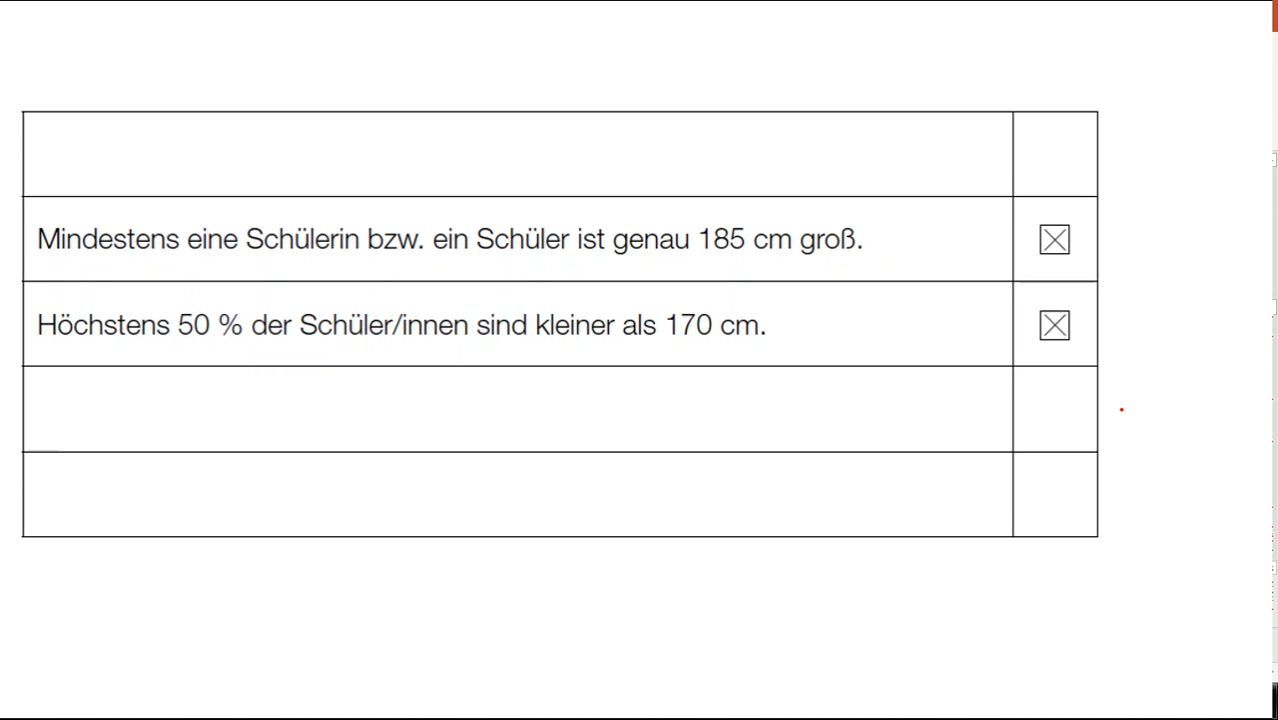 Mindestens eine Schülerin bzw. ein Schüler ist genau 185 cm groß.
Höchstens 50 % der Schüler/innen sind kleiner als 170 cm.